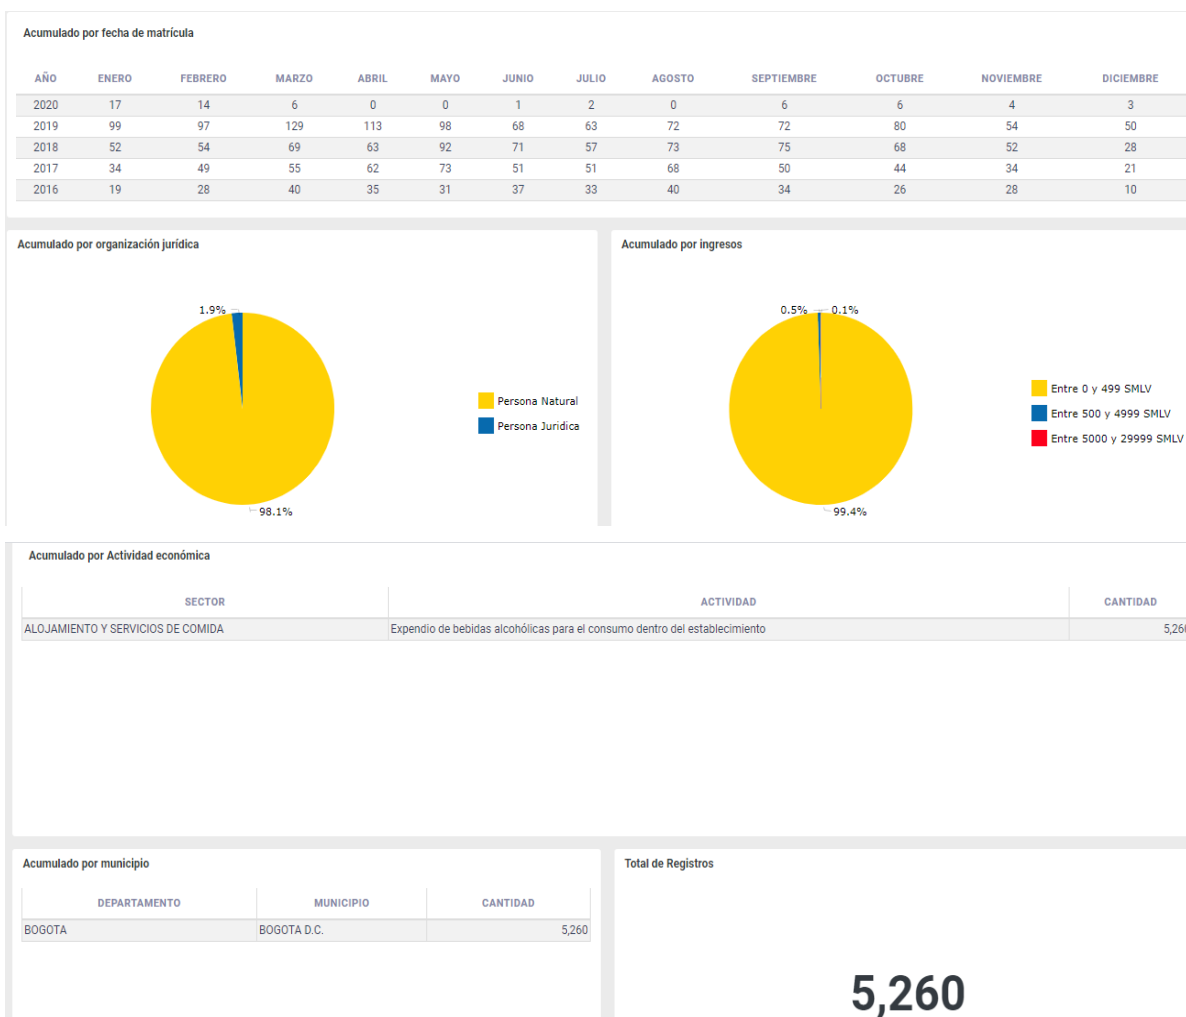 Acumulado por fecha de matrícula
AÑO ENERO FEBRERO MARZO ABRIL MAYO JUNIO JULIO AGOSTO SEPTIEMBRE OCTUBRE NOVIEMBRE DICIEMBRE
2020 17 14 6 0 0 1 2 0 6 6 4 3
2019 99 97 129 113 98 68 63 72 72 80 54 50
2018 52 54 69 63 92 71 57 73 75 68 52 28
2017 34 49 55 62 73 51 51 68 50 44 34 21
2016 19 28 40 35 31 37 33 40 34 26 28 10
Acumulado por organización jurídica
1.9%
Persona Natural
Persona Juridica
98.1%
Acumulado por ingresos
0.5% 0.1%
Entre 0 y 499 SMLV
Entre 500 y 4999 SMLV
Entre 5000 y 29999 SMLV
99.4%
Acumulado por Actividad económica
SECTOR ACTIVIDAD CANTIDAD
ALOJAMIENTO Y SERVICIOS DE COMIDA Expendio de bebidas alcohólicas para el consumo dentro del establecimiento 5,260
Acumulado por municipio
DEPARTAMENTO MUNICIPIO CANTIDAD
BOGOTA BOGOTA D.C. 5,260
Total de Registros
5,260